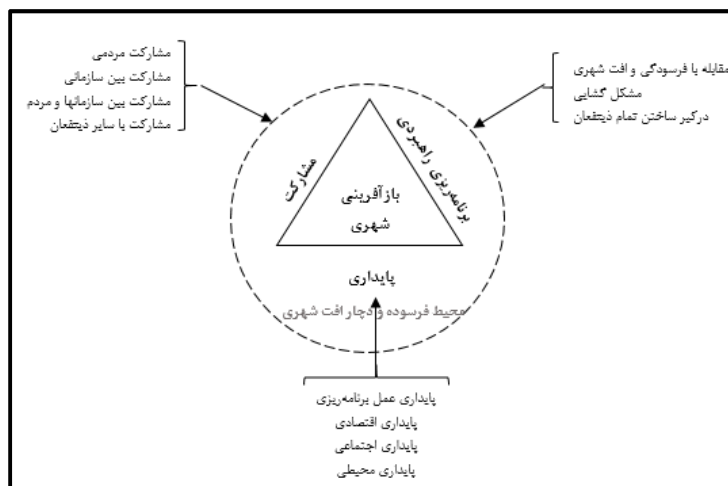 مقابله با فرسودگی و افت شهری
مشکل گشایی
درگیر ساختن تمام ذینفعان
مشارکت مردمی
مشارکت بین سازمانی
مشارکت بین سازمانها و مردم
مشارکت با سایر ذینفعان
برنامه‌ریزی راهبردی
مشارکت
بازآفرینی
شهری
پایداری
محیط فرسوده و دچار افت شهری
پایداری عمل برنامه‌ریزی
پایداری اقتصادی
پایداری اجتماعی
پایداری محیطی